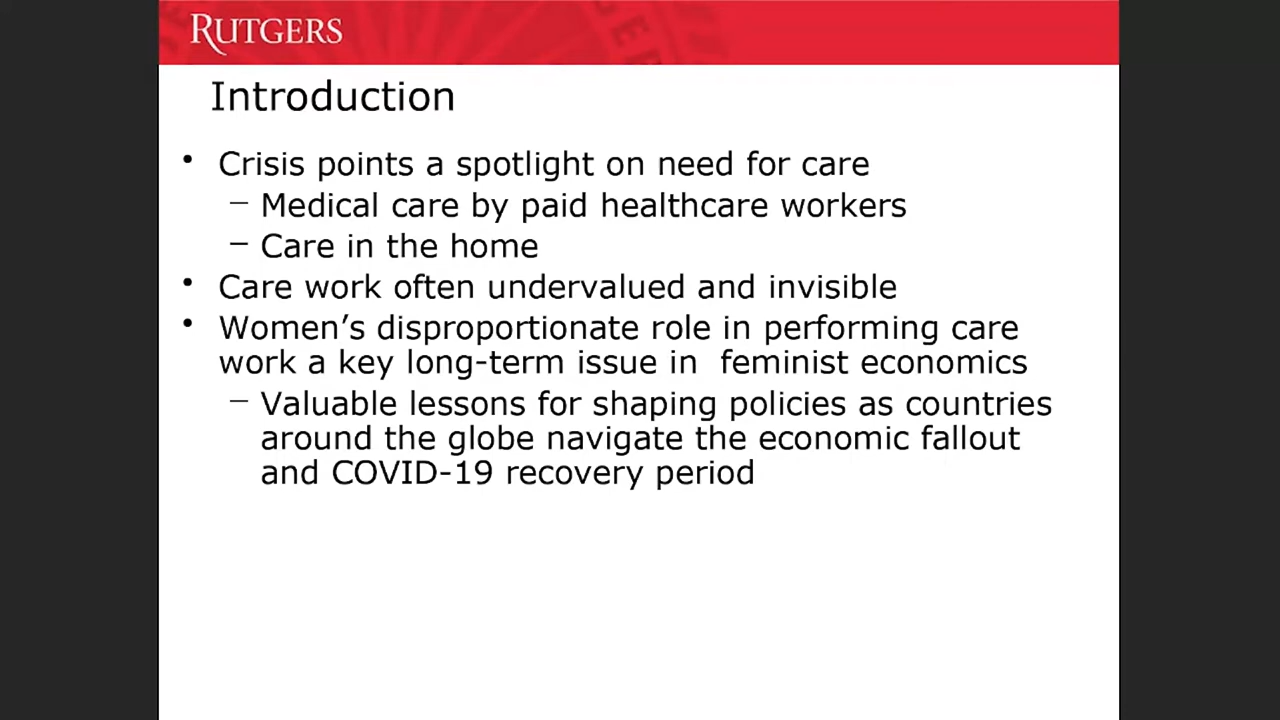 RUTGERS
Introduction
• Crisis points a spotlight on need for care
– Medical care by paid healthcare workers
– Care in the home
• Care work often undervalued and invisible
• Women’s disproportionate role in performing care
work a key long-term issue in  feminist economics
– Valuable lessons for shaping policies as countries
around the globe navigate the economic fallout
and COVID-19 recovery period